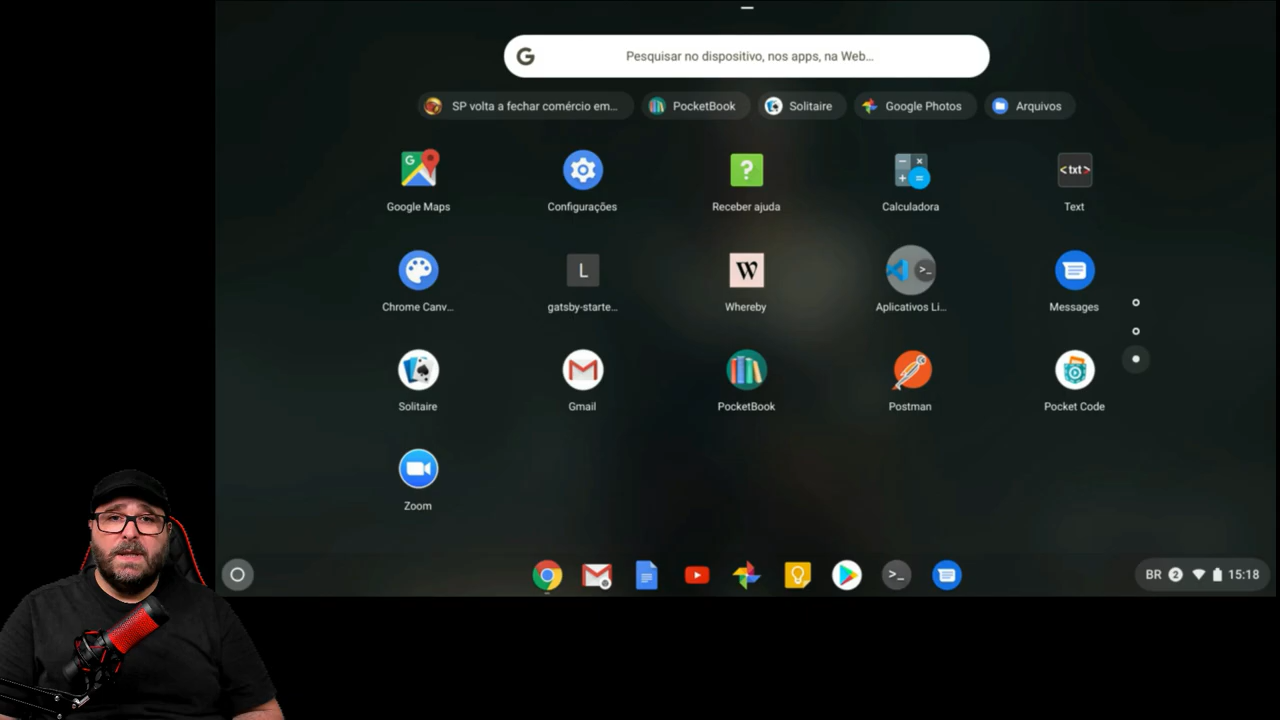 G Pesquisar no dispositivo, nos apps, na Web...
SP volta a fechar comércio em... PocketBook Solitaire Google Photos Arquivos
G ? − × + = <txt>
Google Maps Configurações Receber ajuda Calculadora Text
L W >_
Chrome Canv... gatsby-starte... Whereby Aplicativos Li... Messages
Solitaire Gmail PocketBook Postman Pocket Code
Zoom
>_ BR 2 15:18